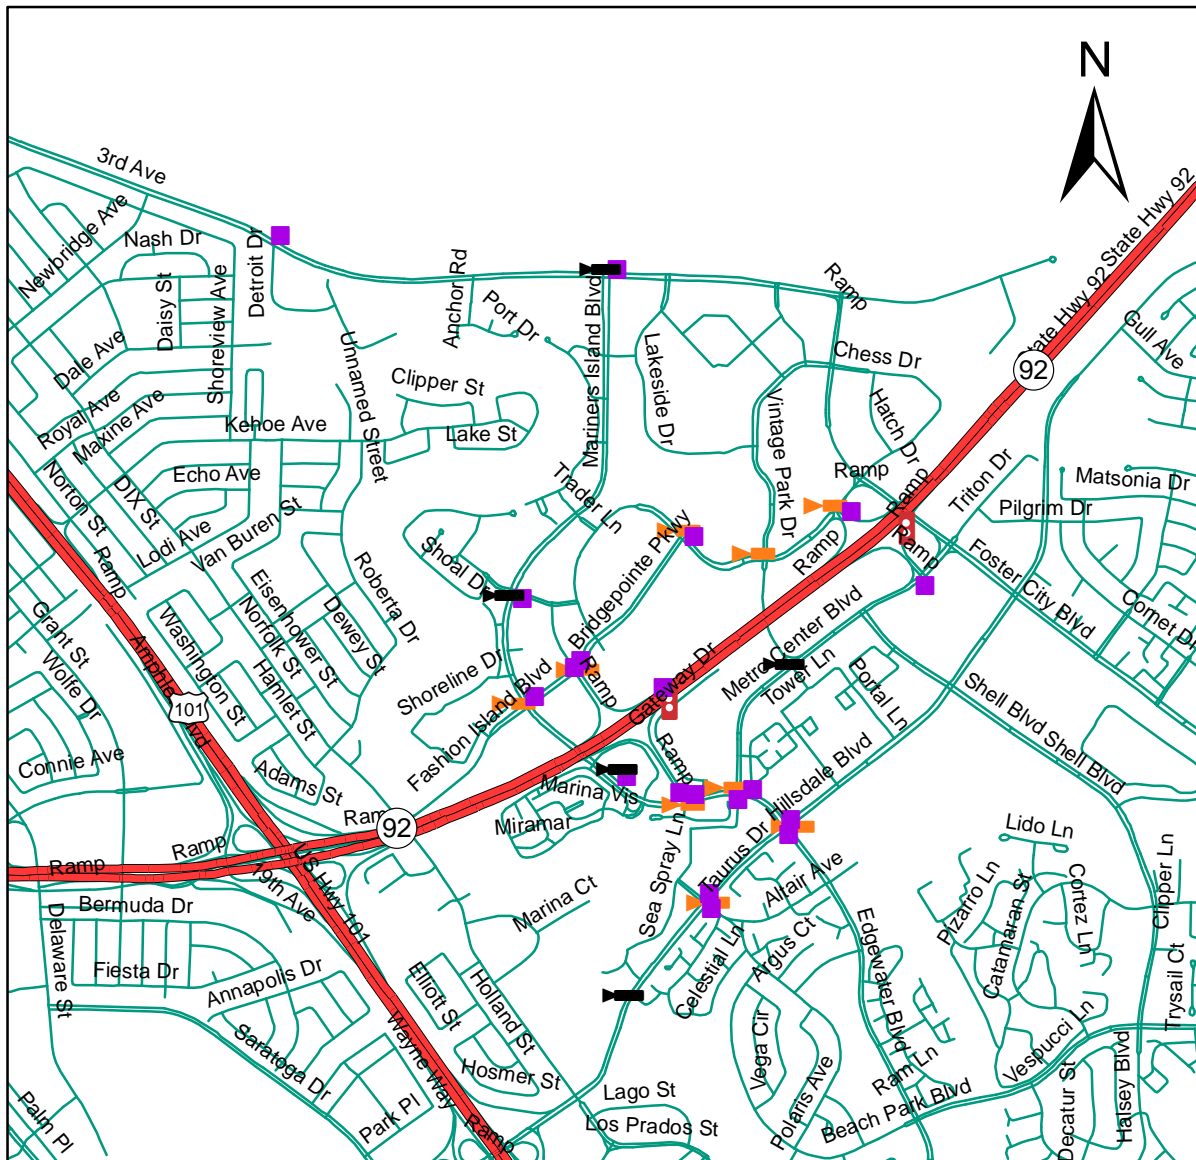 N
3rd Ave
State Hwy 92
Newbridge Ave
Nash Dr
Detroit Dr
Anchor Rd
Ramp
State Hwy 92
Daisy St
Shoreview Ave
Port Dr
Mariners Island Blvd
Gull Ave
Unnamed Street
Lakeside Dr
Chess Dr
92
Dale Ave
Clipper St
Royal Ave
Maxine Ave
Kehoe Ave
Lake St
Vintage Park Dr
Hatch Dr
Echo Ave
Norton St
DIX St
Trader Ln
Ramp
Ramp
Triton Dr
Matsonia Dr
Pilgrim Dr
Lodi Ave
Van Buren St
Ramp
Shoal Dr
Bridgepointe Pkwy
Ramp
Ramp
Foster City Blvd
Comet Dr
Roberta Dr
Eisenhower St
Norfolk St
Dewey St
Grant St
Washington St
Wolfe Dr
Hamlet St
Amphlett Blvd
101
Shoreline Dr
Fashion Island Blvd
Ramp
Gateway Dr
Metro Center Blvd
Tower Ln
Portal Ln
Shell Blvd
Shell Blvd
Connie Ave
Adams St
Ramp
Marina Vis
Hillsdale Blvd
Ramp
92
Miramar
Ramp
Ramp
US Hwy 101
19th Ave
Sea Spray Ln
Taurus Dr
Altair Ave
Lido Ln
Clipper Ln
Bermuda Dr
Delaware St
Marina Ct
Pizarro Ln
Catamaran St
Cortez Ln
Fiesta Dr
Annapolis Dr
Elliott St
Holland St
Celestial Ln
Argus Ct
Edgewater Blvd
Trysail Ct
Saratoga Dr
Wayne Way
Hosmer St
Vega Cir
Polaris Ave
Ram Ln
Vespucci Ln
Palm Pl
Park Pl
Ramp
Lago St
Los Prados St
Beach Park Blvd
Decatur St
Halsey Blvd